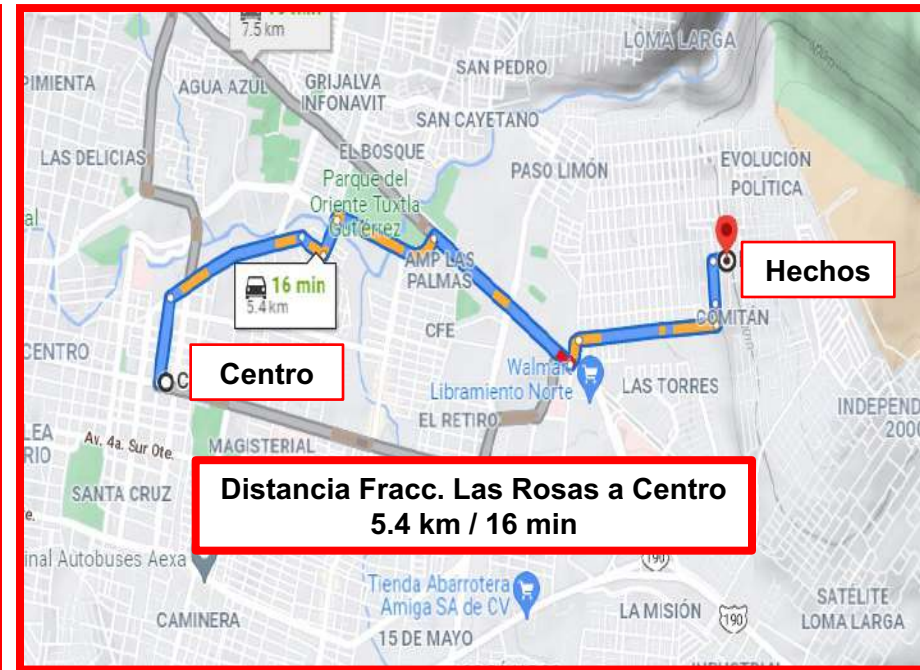 7.5 km
LOMA LARGA
SAN PEDRO
PIMIENTA
AGUA AZUL
GRIJALVA
INFONAVIT
SAN CAYETANO
LAS DELICIAS
EL BOSQUE
PASO LIMÓN
EVOLUCIÓN
POLÍTICA
Parque del
Oriente Tuxtla
Gutiérrez
AMP LAS
PALMAS
16 min
5.4 km
Hechos
COMITÁN
CFE
CENTRO
Centro
Walmart
Libramiento Norte
LAS TORRES
EL RETIRO
INDEPEND
2000
Av. 4a. Sur Ote.
MAGISTERIAL
SANTA CRUZ
Distancia Fracc. Las Rosas a Centro
5.4 km / 16 min
inal Autobuses Aexa
190
Tienda Abarrotera
Amiga SA de CV
CAMINERA
15 DE MAYO
LA MISIÓN
190
SATÉLITE
LOMA LARGA